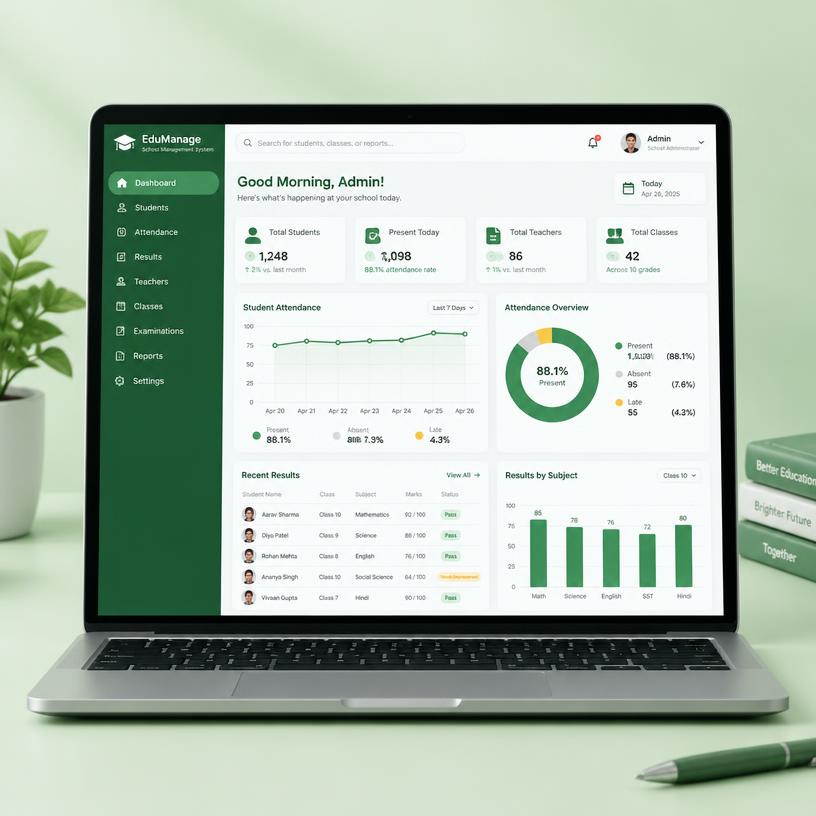 EduManage
School Management System
Search for students, classes, or reports...
Admin
School Administrator
Dashboard
Students
Attendance
Results
Teachers
Classes
Examinations
Reports
Settings
Good Morning, Admin!
Here's what's happening at your school today.
Today
Apr 26, 2025
Total Students
1,248
↑ 2% vs. last month
Present Today
88.1% attendance rate
Total Teachers
86
↑ 1% vs. last month
Total Classes
42
Across 10 grades
Student Attendance
Last 7 Days
100
75
50
25
0
Apr 20 Apr 21 Apr 22 Apr 23 Apr 24 Apr 25 Apr 26
Present
88.1%
Absent
7.3%
Late
4.3%
Attendance Overview
88.1%
Present
Present
(88.1%)
Absent
95 (7.6%)
Late
55 (4.3%)
Recent Results
View All →
Student Name Class Subject Marks Status
Aarav Sharma Class 10 Mathematics 92 / 100 Pass
Diya Patel Class 9 Science 88 / 100 Pass
Rohan Mehta Class 8 English 76 / 100 Pass
Ananya Singh Class 10 Social Science 64 / 100
Vivaan Gupta Class 7 Hindi 90 / 100 Pass
Results by Subject
Class 10
100
75
50
25
0
85
78
76
72
80
Math Science English SST Hindi
Better Education
Brighter Future
Together